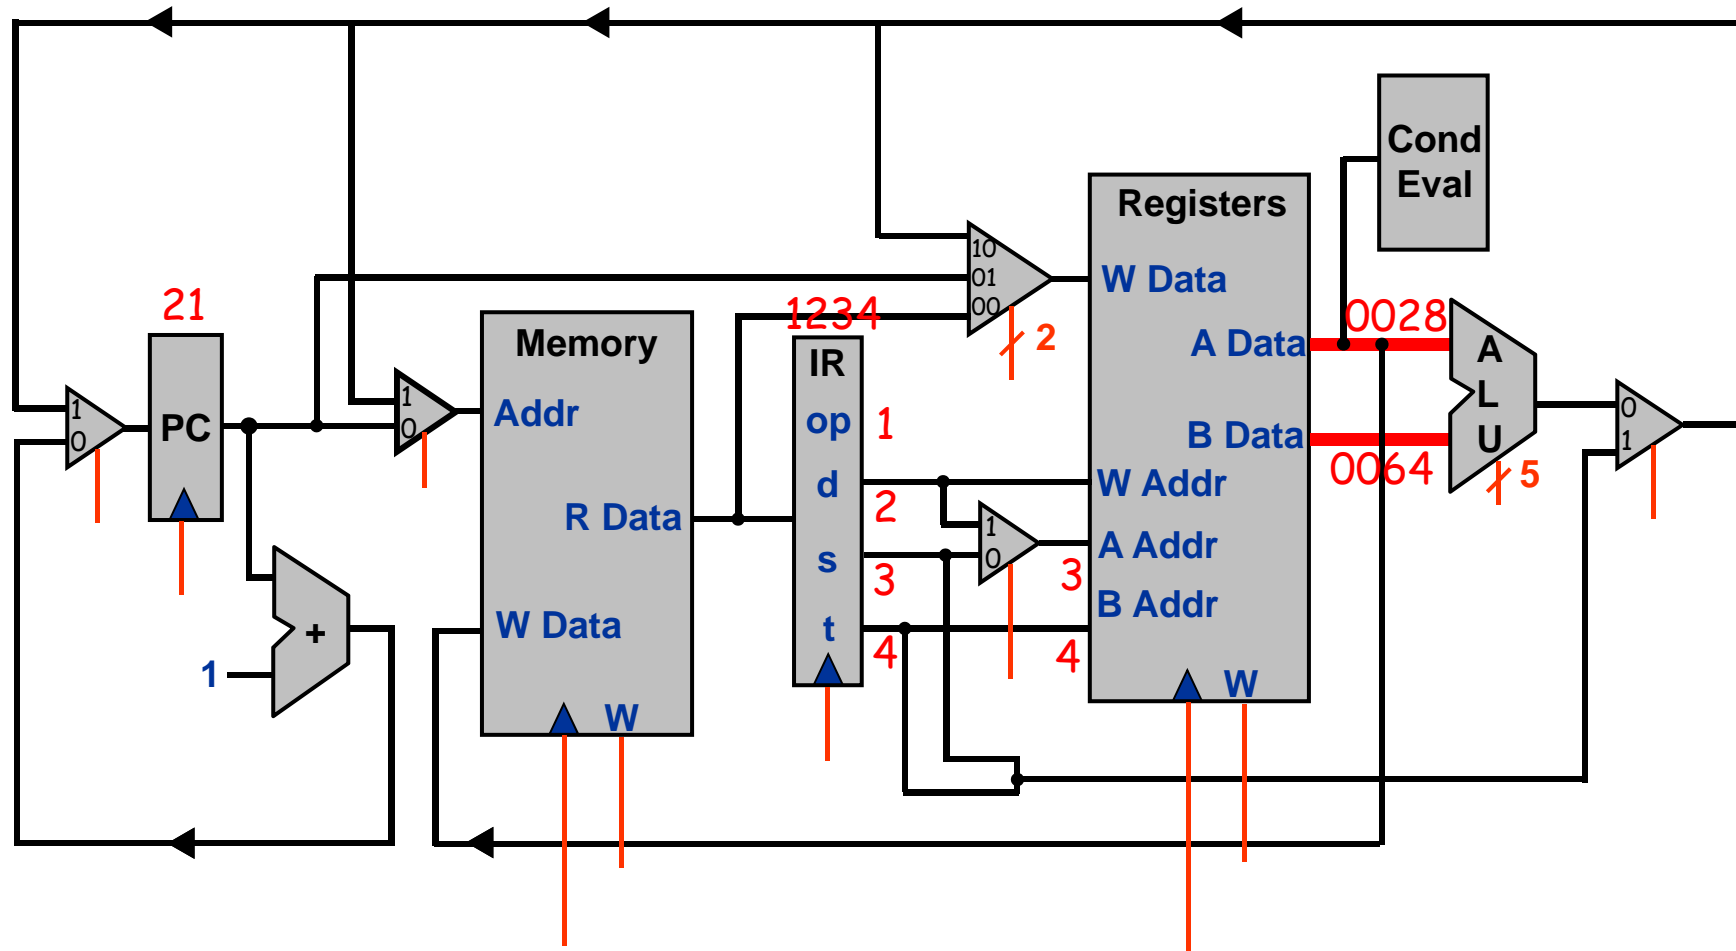 Cond
Eval
Registers
10
01
00
W Data
2
21
1234
0028
Memory
IR
A Data
A
L
U
1
0
PC
1
0
Addr
op
1
B Data
0
1
0064
5
d
2
W Addr
R Data
1
0
A Addr
s
3
3
B Addr
+
W Data
t
4
4
1
W
W